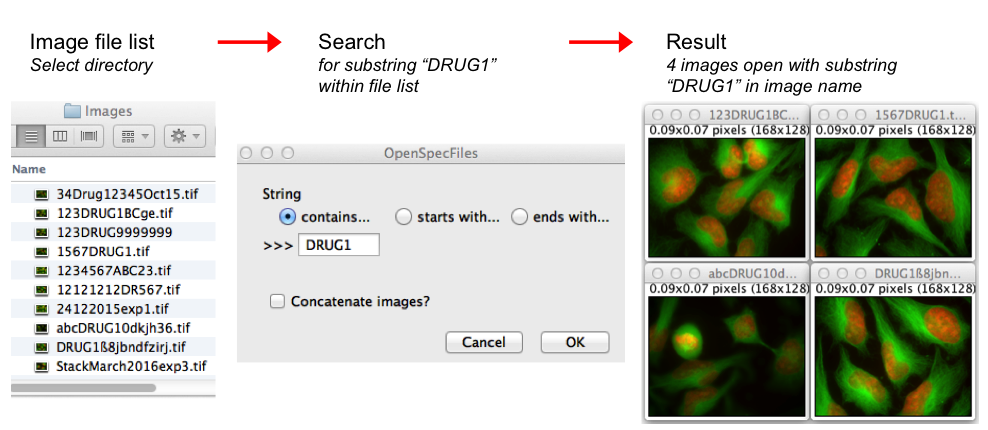 Image file list
Select directory
Search
for substring “DRUG1”
within file list
Result
4 images open with substring
“DRUG1” in image name
Images
Name
34Drug12345Oct15.tif
123DRUG1BCge.tif
123DRUG9999999
1567DRUG1.tif
1234567ABC23.tif
12121212DR567.tif
24122015exp1.tif
abcDRUG10dkjh36.tif
DRUG1ß8jbndfzirj.tif
StackMarch2016exp3.tif
OpenSpecFiles
String
contains... starts with... ends with...
>>> DRUG1
Concatenate images?
Cancel OK
123DRUG1BC...
0.09x0.07 pixels (168x128)
1567DRUG1.t...
0.09x0.07 pixels (168x128)
abcDRUG10d...
0.09x0.07 pixels (168x128)
DRUG1ß8jbn...
0.09x0.07 pixels (168x128)